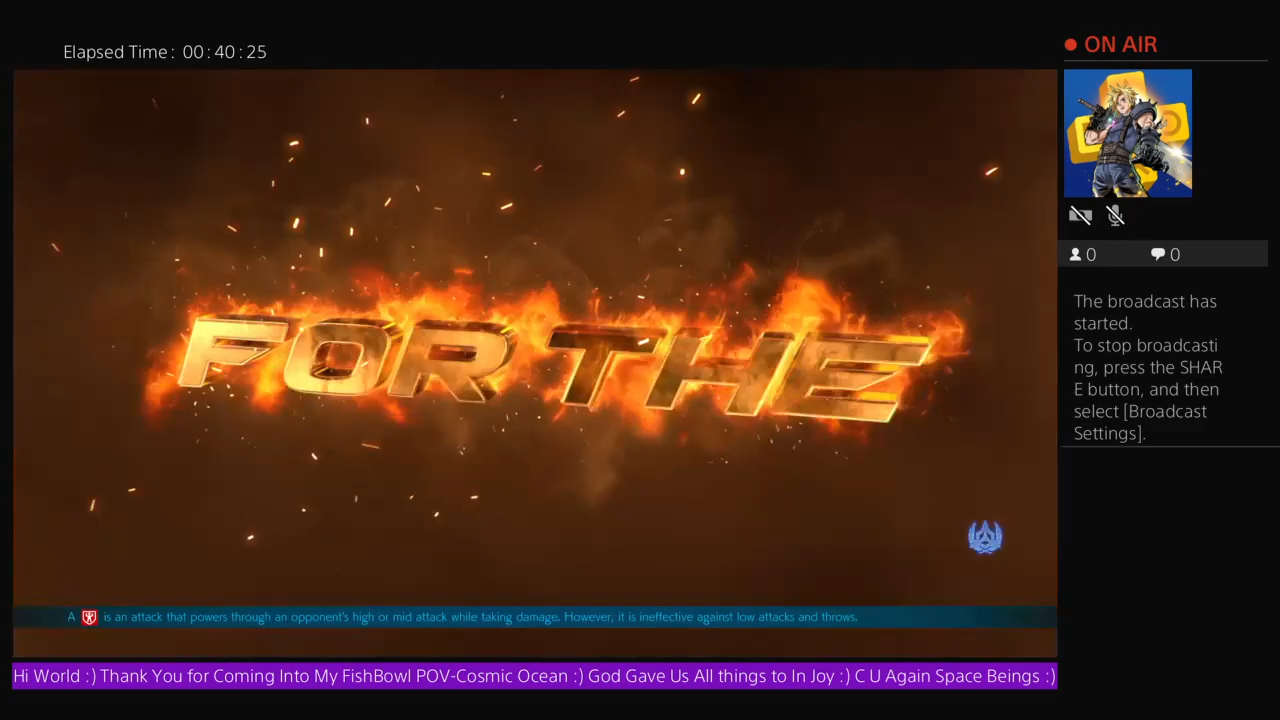 Elapsed Time: 00:40:25
ON AIR
FOR THE
0
0
The broadcast has
started.
To stop broadcasti
ng, press the SHAR
E button, and then
select [Broadcast
Settings].
A is an attack that powers through an opponent's high or mid attack while taking damage. However, it is ineffective against low attacks and throws.
Hi World :) Thank You for Coming Into My FishBowl POV-Cosmic Ocean :) God Gave Us All things to In Joy :) C U Again Space Beings :)